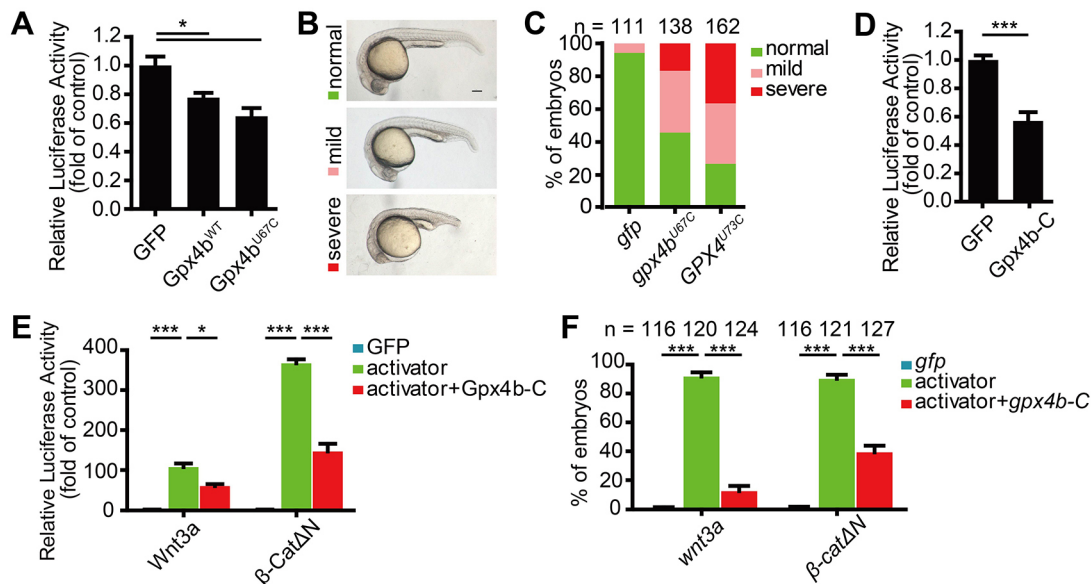 A
Relative Luciferase Activity
(fold of control)
1.2
1.0
0.8
0.6
0.4
0.2
0.0
*
GFP
Gpx4b^WT
Gpx4b^U67C
B
normal
mild
severe
C
n = 111 138 162
% of embryos
100
80
60
40
20
0
normal
mild
severe
gfp
gpx4b^U67C
GPX4^U73C
D
Relative Luciferase Activity
(fold of control)
1.2
1.0
0.8
0.6
0.4
0.2
0.0
***
GFP
Gpx4b-C
E
Relative Luciferase Activity
(fold of control)
400
300
200
100
0
*** * *** ***
GFP
activator
activator+Gpx4b-C
Wnt3a
β-CatΔN
F
n = 116 120 124 116 121 127
% of embryos
100
80
60
40
20
0
*** *** *** ***
gfp
activator
activator+gpx4b-C
wnt3a
β-catΔN